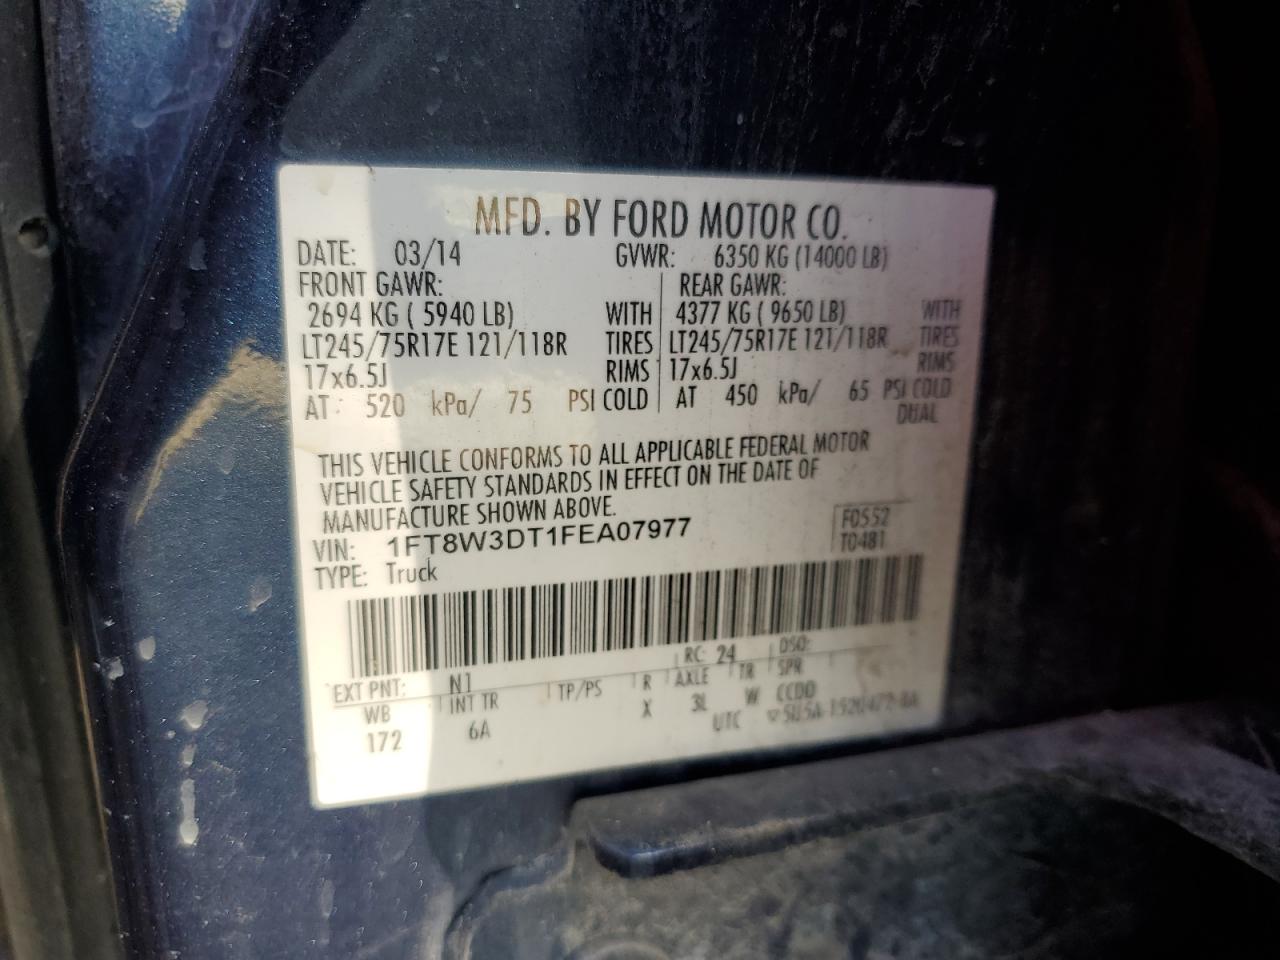 MFD. BY FORD MOTOR CO.
DATE: 03/14 GVWR: 6350 KG (14000 LB)
FRONT GAWR: REAR GAWR:
2694 KG ( 5940 LB) WITH 4377 KG ( 9650 LB) WITH
LT245/75R17E 121/118R TIRES LT245/75R17E 121/118R TIRES
17x6.5J RIMS 17x6.5J RIMS
AT 520 kPa/ 75 PSI COLD AT 450 kPa/ 65 PSI COLD
DUAL
THIS VEHICLE CONFORMS TO ALL APPLICABLE FEDERAL MOTOR
VEHICLE SAFETY STANDARDS IN EFFECT ON THE DATE OF
MANUFACTURE SHOWN ABOVE.
VIN: 1FT8W3DT1FEA07977 F0552
TYPE: Truck T0481
RC: 24 DSO:
EXT PNT: N1
WB INT TR TP/PS R AXLE TR SPR
172 6A X 3L W CCDO
UTC